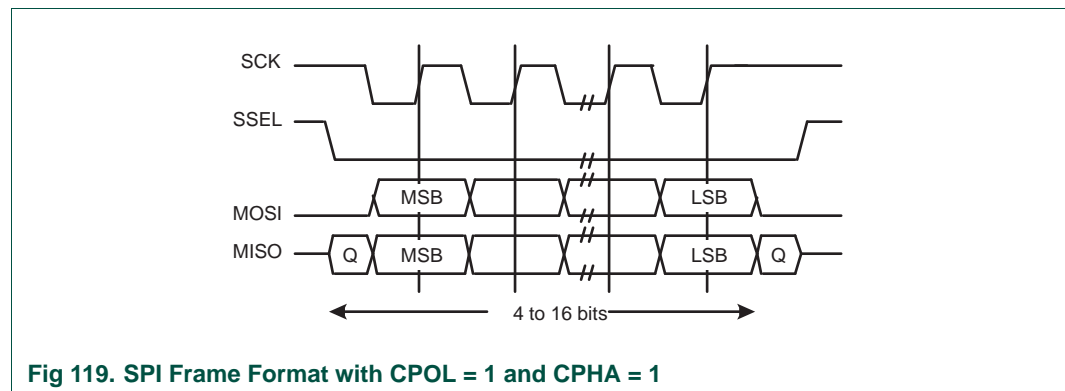 SCK
SSEL
MOSI MSB LSB
MISO Q MSB LSB Q
4 to 16 bits
Fig 119. SPI Frame Format with CPOL = 1 and CPHA = 1